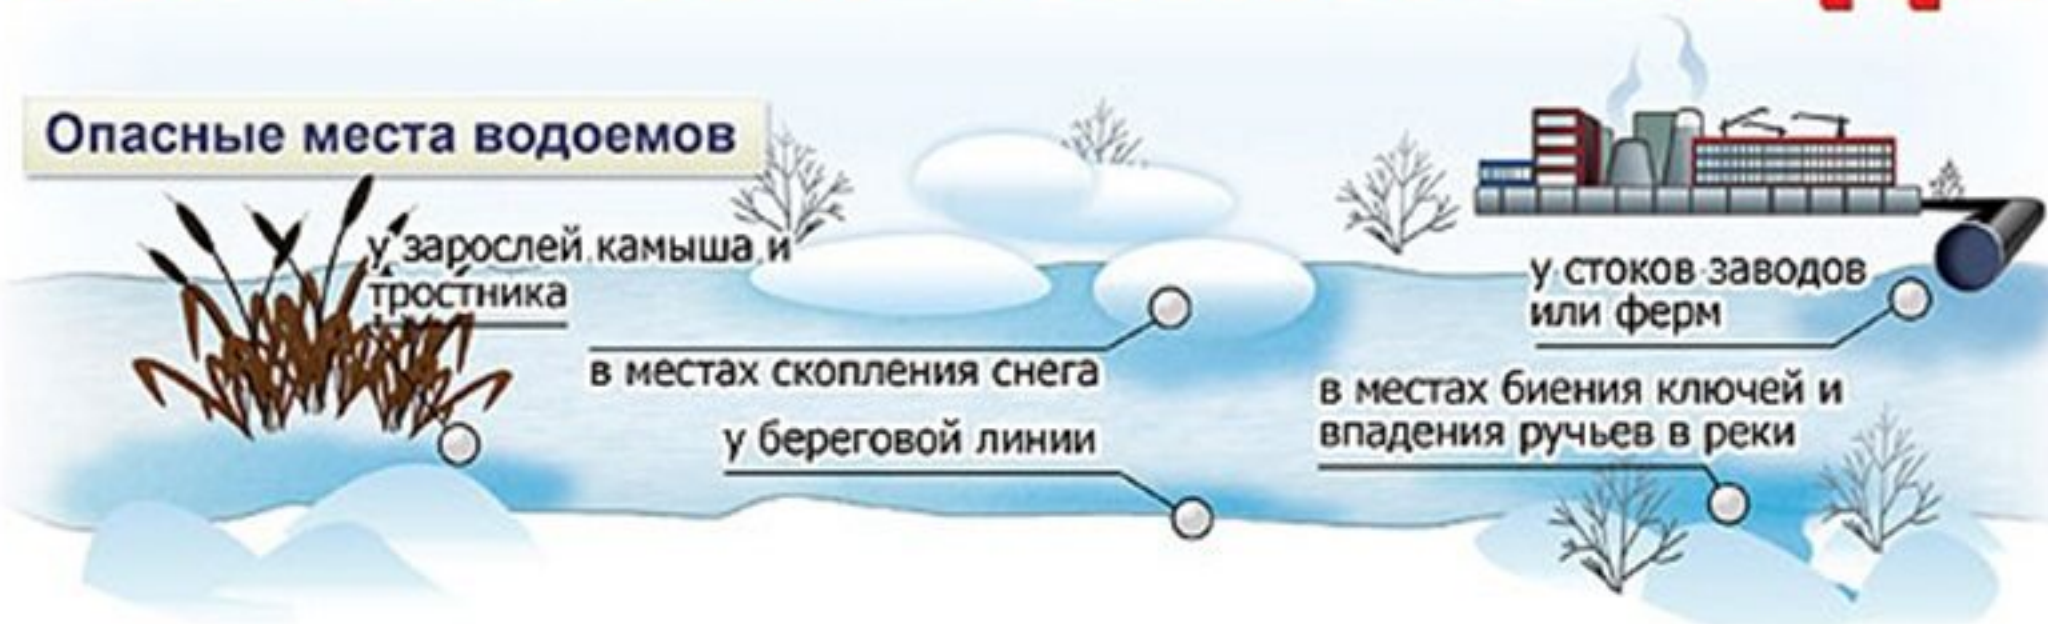 Опасные места водоемов
у зарослей камыша и
тростника
в местах скопления снега
у береговой линии
у стоков заводов
или ферм
в местах биения ключей и
впадения ручьев в реки